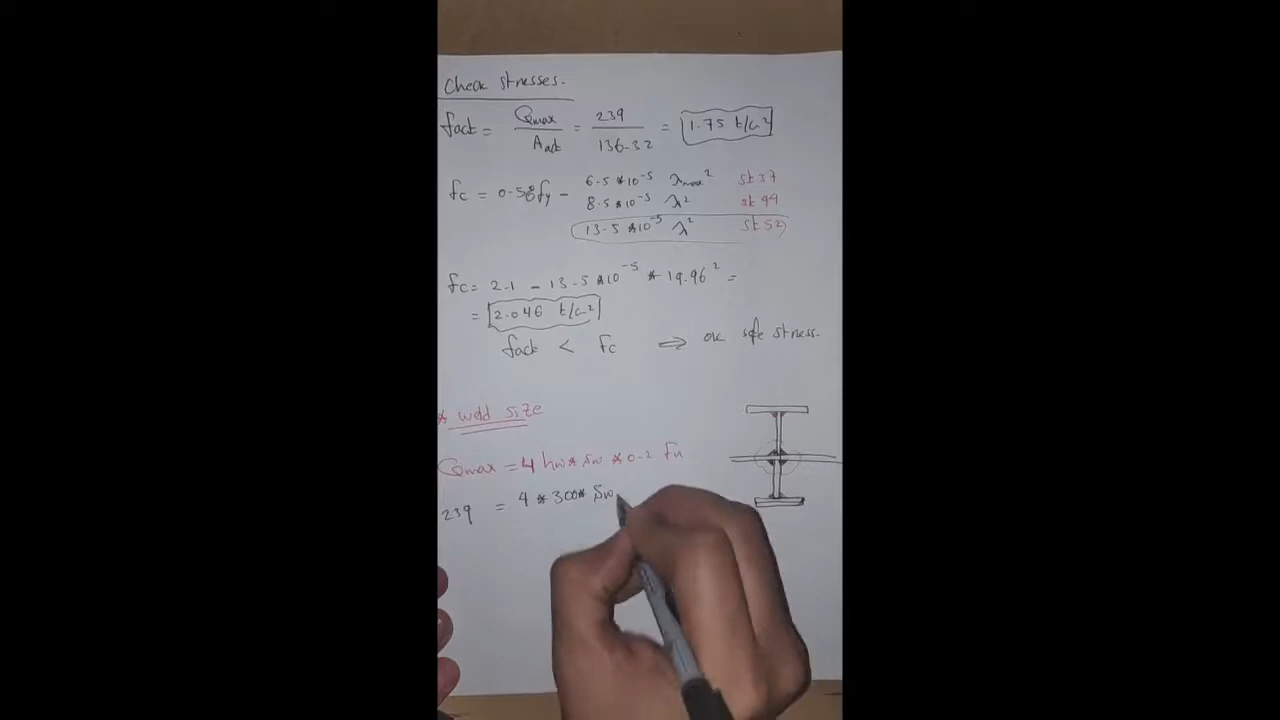 Check stresses.
fact = Qmax / Aact = 239 / 136.32 = 1.75 t/c²
fc = 0.58fy - 6.5 * 10⁻⁵ λmax² st 37
8.5 * 10⁻⁵ λ² st 44
13.5 * 10⁻⁵ λ² st 52
fc = 2.1 - 13.5 * 10⁻⁵ * 19.96² =
= 2.046 t/c²
fact < fc ⇒ ok safe stress.
* weld size
Qmax = 4 hw * Sw * 0.2 Fu
239 = 4 * 300 * Sw